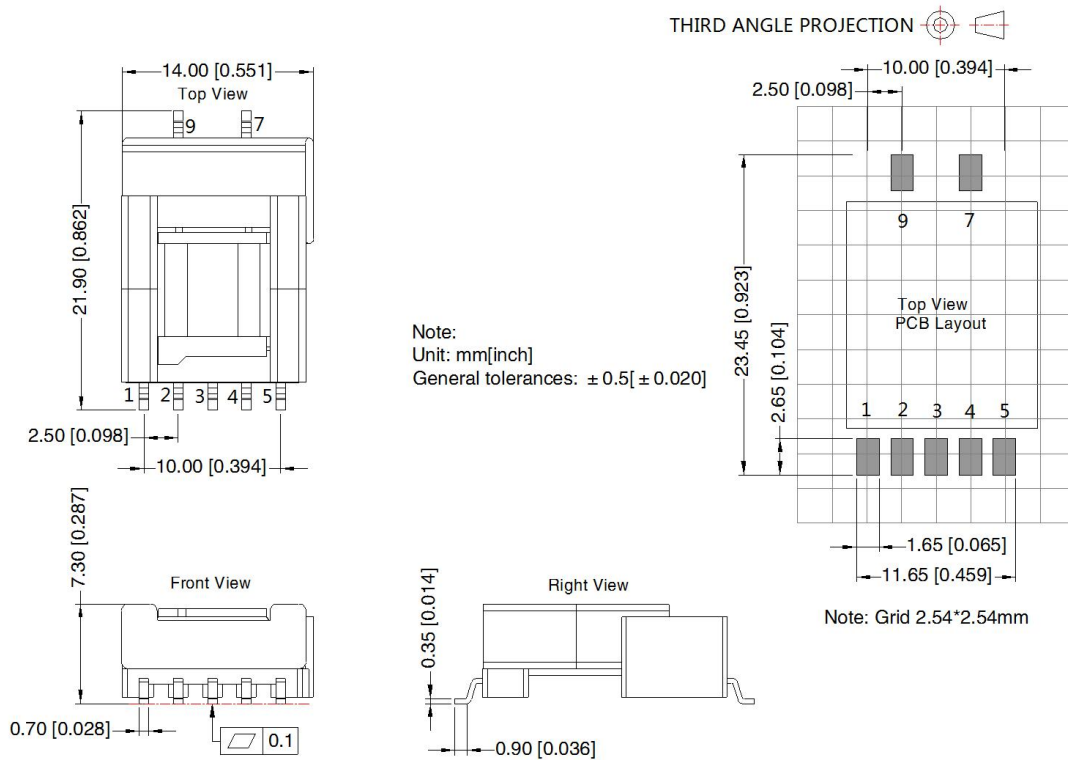 THIRD ANGLE PROJECTION
14.00 [0.551]
Top View
9
7
21.90 [0.862]
1
2
3
4
5
2.50 [0.098]
10.00 [0.394]
10.00 [0.394]
2.50 [0.098]
9
7
23.45 [0.923]
2.65 [0.104]
Top View
PCB Layout
1
2
3
4
5
1.65 [0.065]
11.65 [0.459]
Note: Grid 2.54*2.54mm
Note:
Unit: mm[inch]
General tolerances: ±0.5[±0.020]
7.30 [0.287]
Front View
0.70 [0.028]
0.1
Right View
0.35 [0.014]
0.90 [0.036]